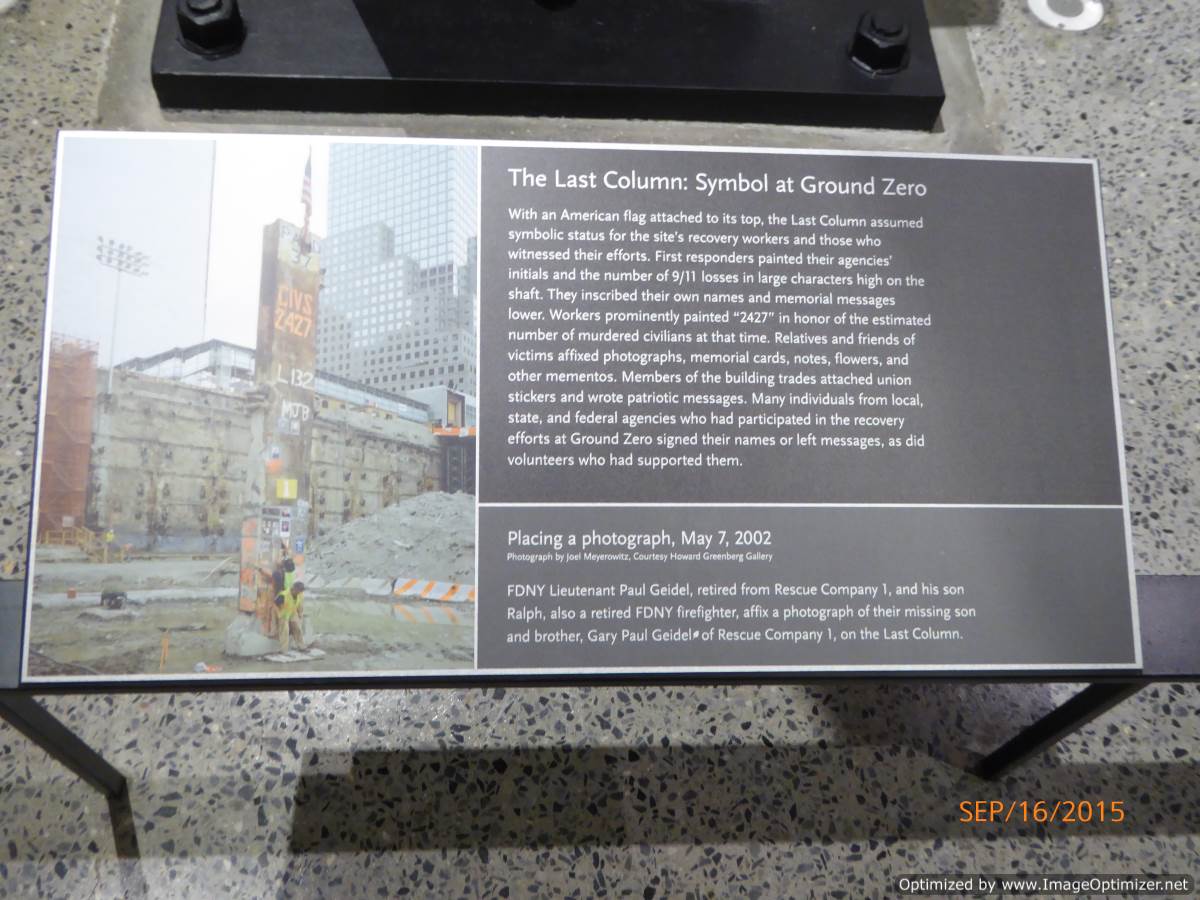 The Last Column: Symbol at Ground Zero
With an American flag attached to its top, the Last Column assumed
symbolic status for the site's recovery workers and those who
witnessed their efforts. First responders painted their agencies'
initials and the number of 9/11 losses in large characters high on the
shaft. They inscribed their own names and memorial messages
lower. Workers prominently painted “2427” in honor of the estimated
number of murdered civilians at that time. Relatives and friends of
victims affixed photographs, memorial cards, notes, flowers, and
other mementos. Members of the building trades attached union
stickers and wrote patriotic messages. Many individuals from local,
state, and federal agencies who had participated in the recovery
efforts at Ground Zero signed their names or left messages, as did
volunteers who had supported them.
Placing a photograph, May 7, 2002
Photograph by Joel Meyerowitz, Courtesy Howard Greenberg Gallery
FDNY Lieutenant Paul Geidel, retired from Rescue Company 1, and his son
Ralph, also a retired FDNY firefighter, affix a photograph of their missing son
and brother, Gary Paul Geidel of Rescue Company 1, on the Last Column.
37
CIVS
2427
L 132
MJB
SEP/16/2015
Optimized by www.ImageOptimizer.net